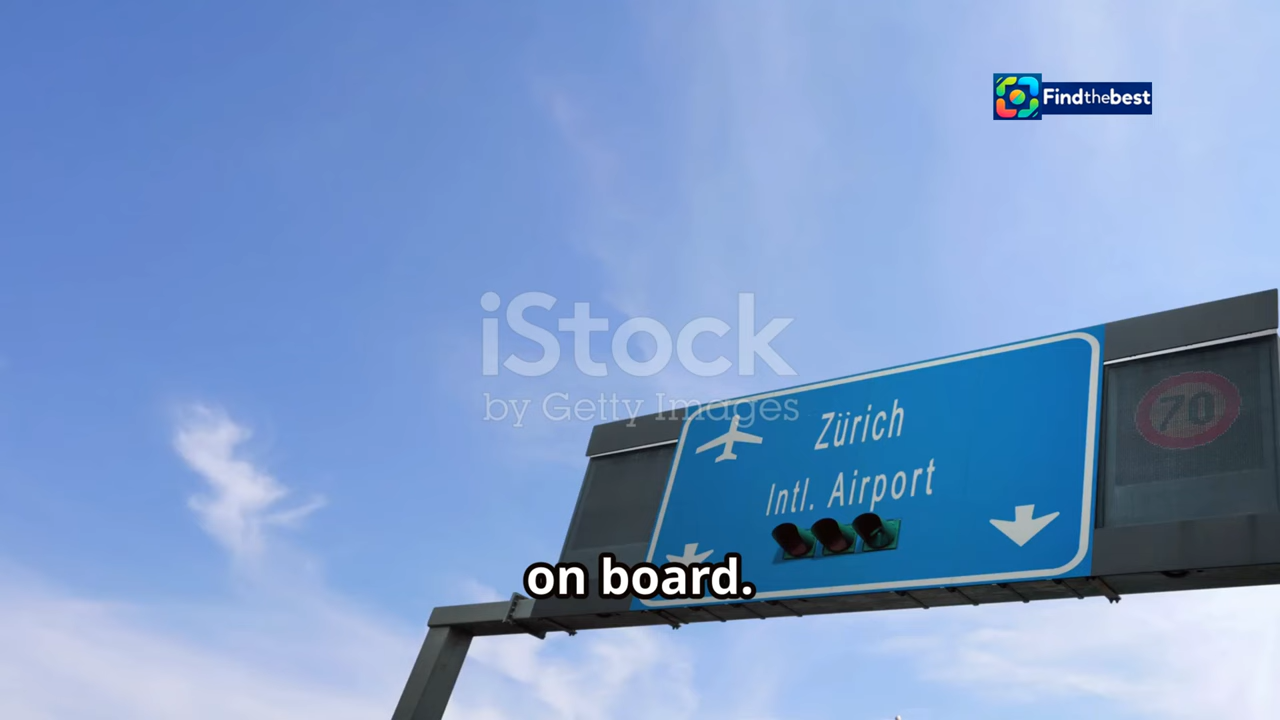 Findthebest
iStock
by Getty Images
Zürich
Intl. Airport
70
on board.